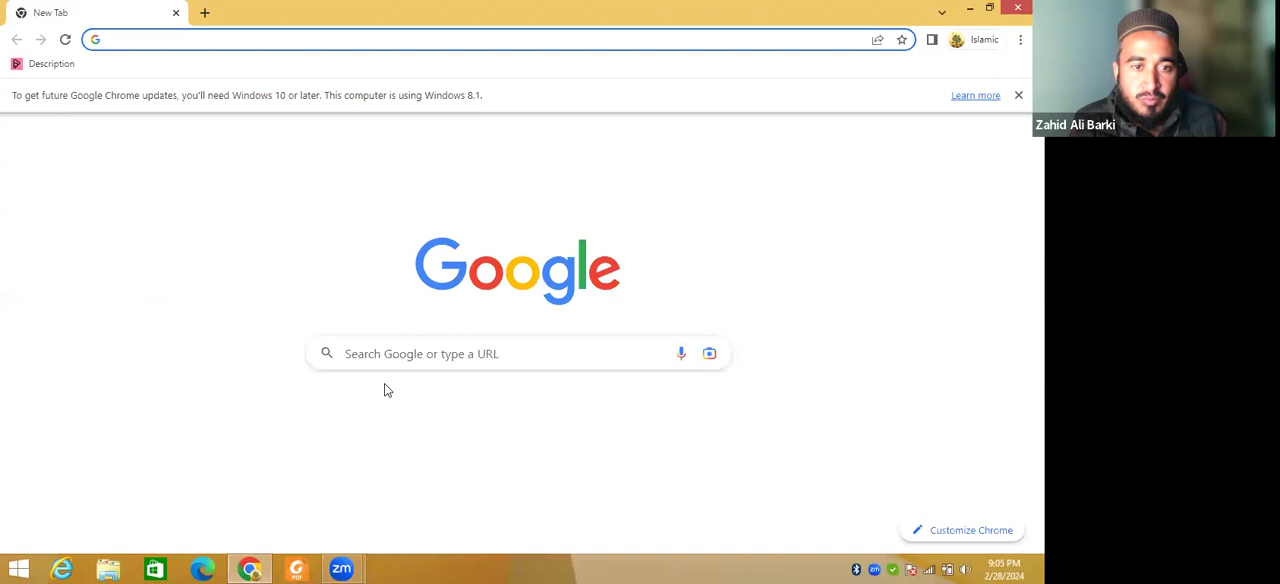 New Tab
Islamic
Description
To get future Google Chrome updates, you'll need Windows 10 or later. This computer is using Windows 8.1.
Learn more
Zahid Ali Barki
Google
Search Google or type a URL
Customize Chrome
PDF
zm
zm
9:05 PM
2/28/2024